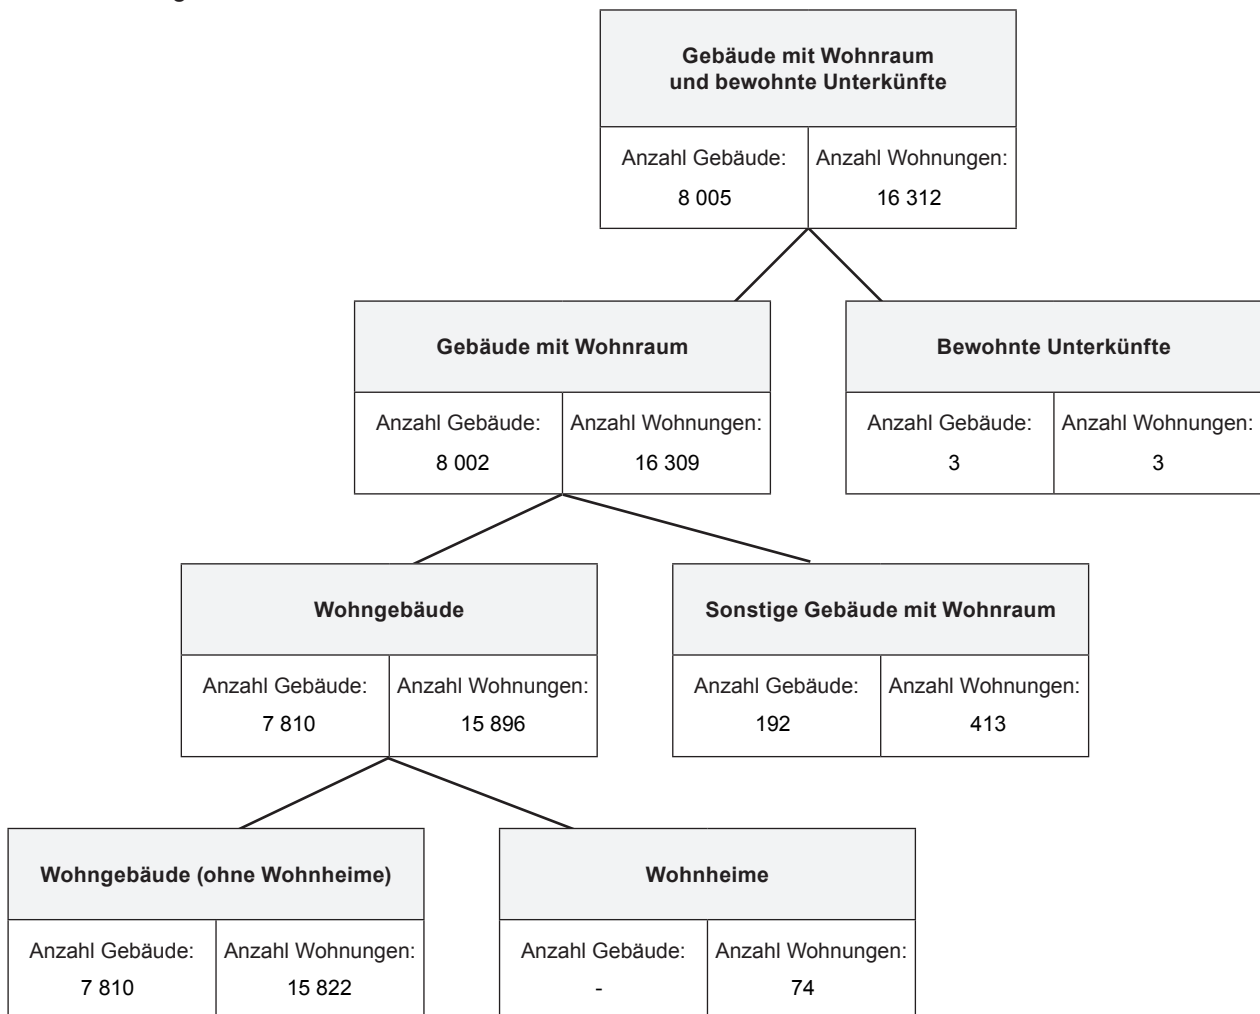 Gebäude mit Wohnraum
und bewohnte Unterkünfte
Anzahl Gebäude: Anzahl Wohnungen:
8 005 16 312
Gebäude mit Wohnraum
Anzahl Gebäude: Anzahl Wohnungen:
8 002 16 309
Bewohnte Unterkünfte
Anzahl Gebäude: Anzahl Wohnungen:
3 3
Wohngebäude
Anzahl Gebäude: Anzahl Wohnungen:
7 810 15 896
Sonstige Gebäude mit Wohnraum
Anzahl Gebäude: Anzahl Wohnungen:
192 413
Wohngebäude (ohne Wohnheime)
Anzahl Gebäude: Anzahl Wohnungen:
7 810 15 822
Wohnheime
Anzahl Gebäude: Anzahl Wohnungen:
- 74